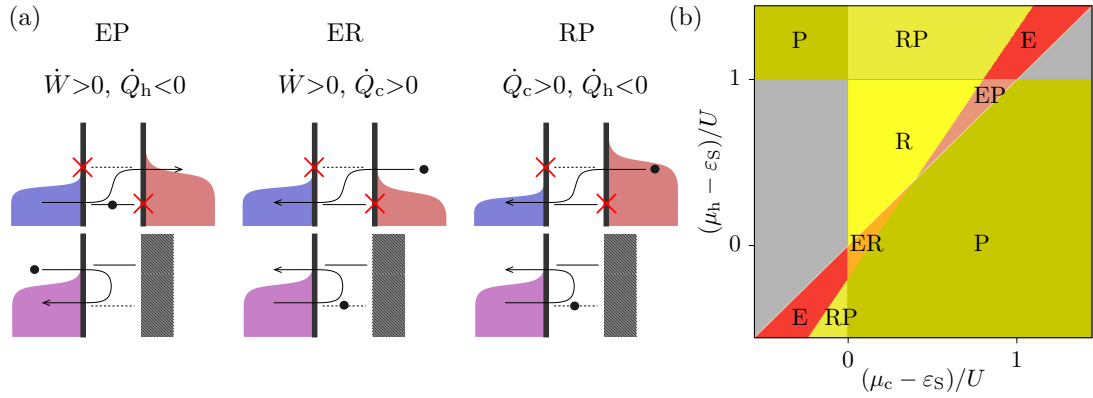 (a)
EP
ER
RP
Ẇ>0, Q̇h<0
Ẇ>0, Q̇c>0
Q̇c>0, Q̇h<0
(b)
P
RP
E
EP
R
ER
P
E
RP
1
0
(μh − εS)/U
0
1
(μc − εS)/U